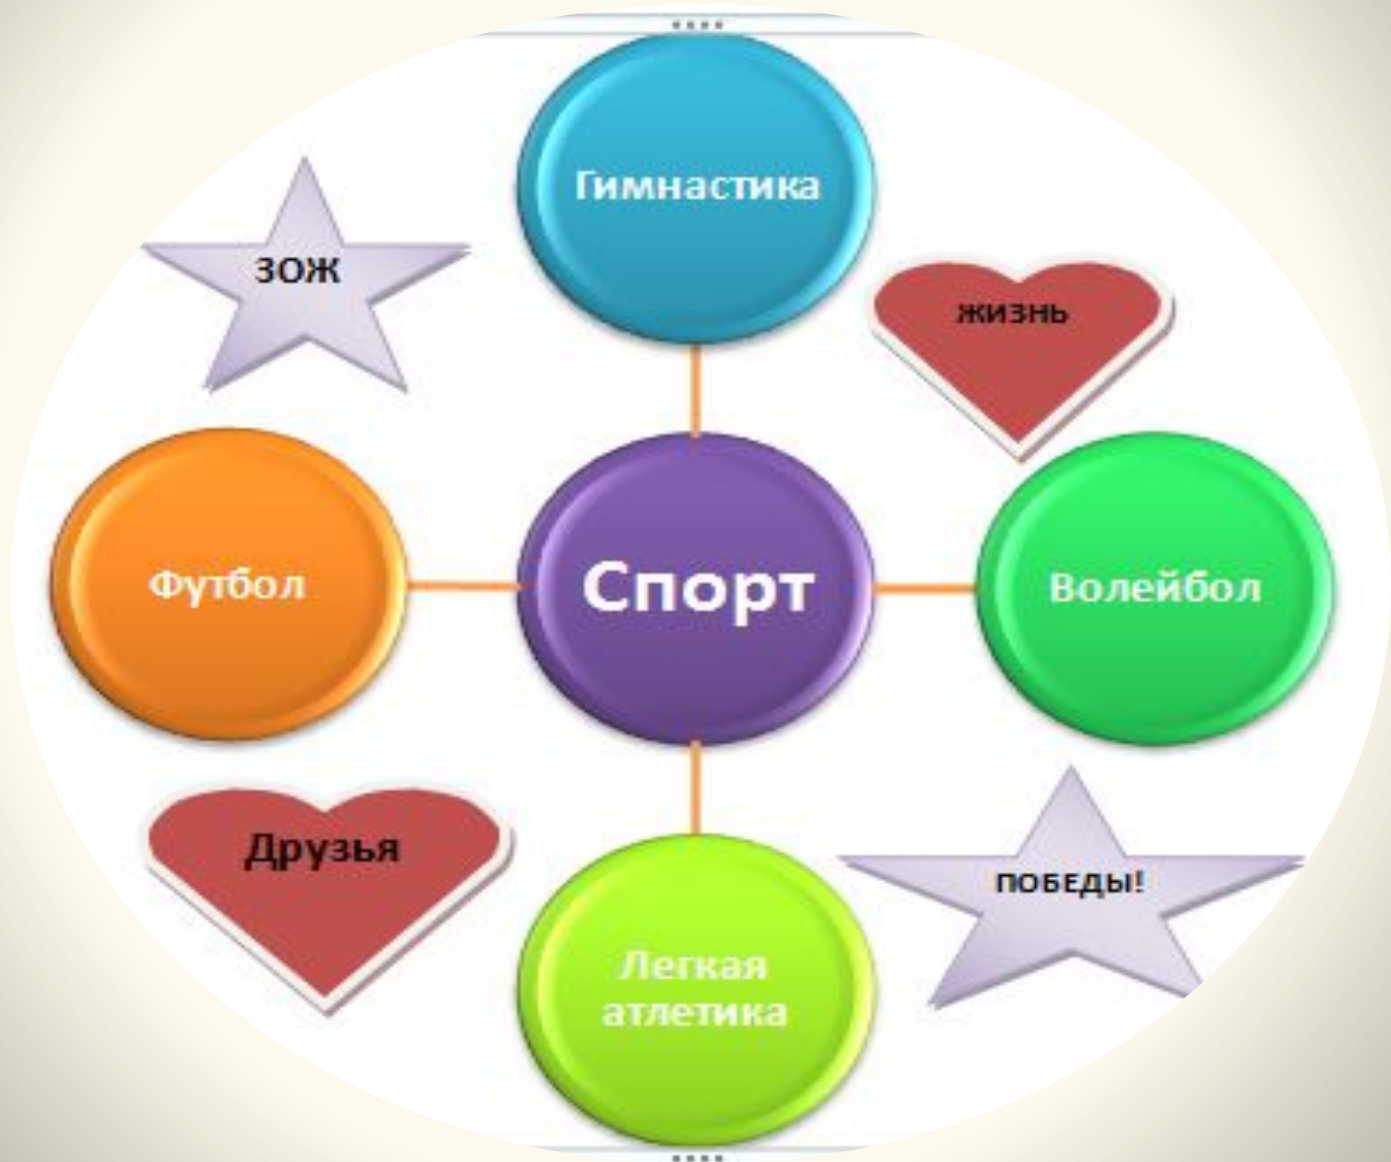 Гимнастика
ЗОЖ
жизнь
Футбол
Спорт
Волейбол
Друзья
ПОБЕДЫ!
Легкая
атлетика